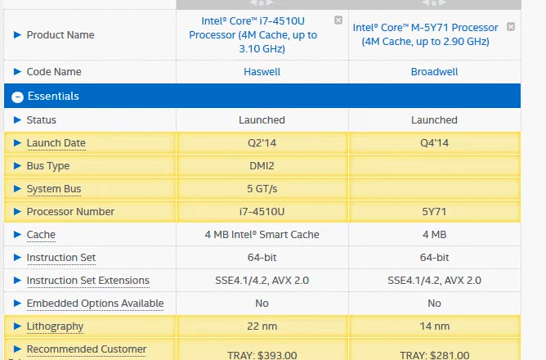 Product Name
Intel® Core™ i7-4510U
Processor (4M Cache, up to
3.10 GHz)
Intel® Core™ M-5Y71 Processor
(4M Cache, up to 2.90 GHz)
Code Name Haswell Broadwell
Essentials
Status Launched Launched
Launch Date Q2'14 Q4'14
Bus Type DMI2
System Bus 5 GT/s
Processor Number i7-4510U 5Y71
Cache 4 MB Intel® Smart Cache 4 MB
Instruction Set 64-bit 64-bit
Instruction Set Extensions SSE4.1/4.2, AVX 2.0 SSE4.1/4.2, AVX 2.0
Embedded Options Available No No
Lithography 22 nm 14 nm
Recommended Customer
TRAY: $393.00 TRAY: $281.00